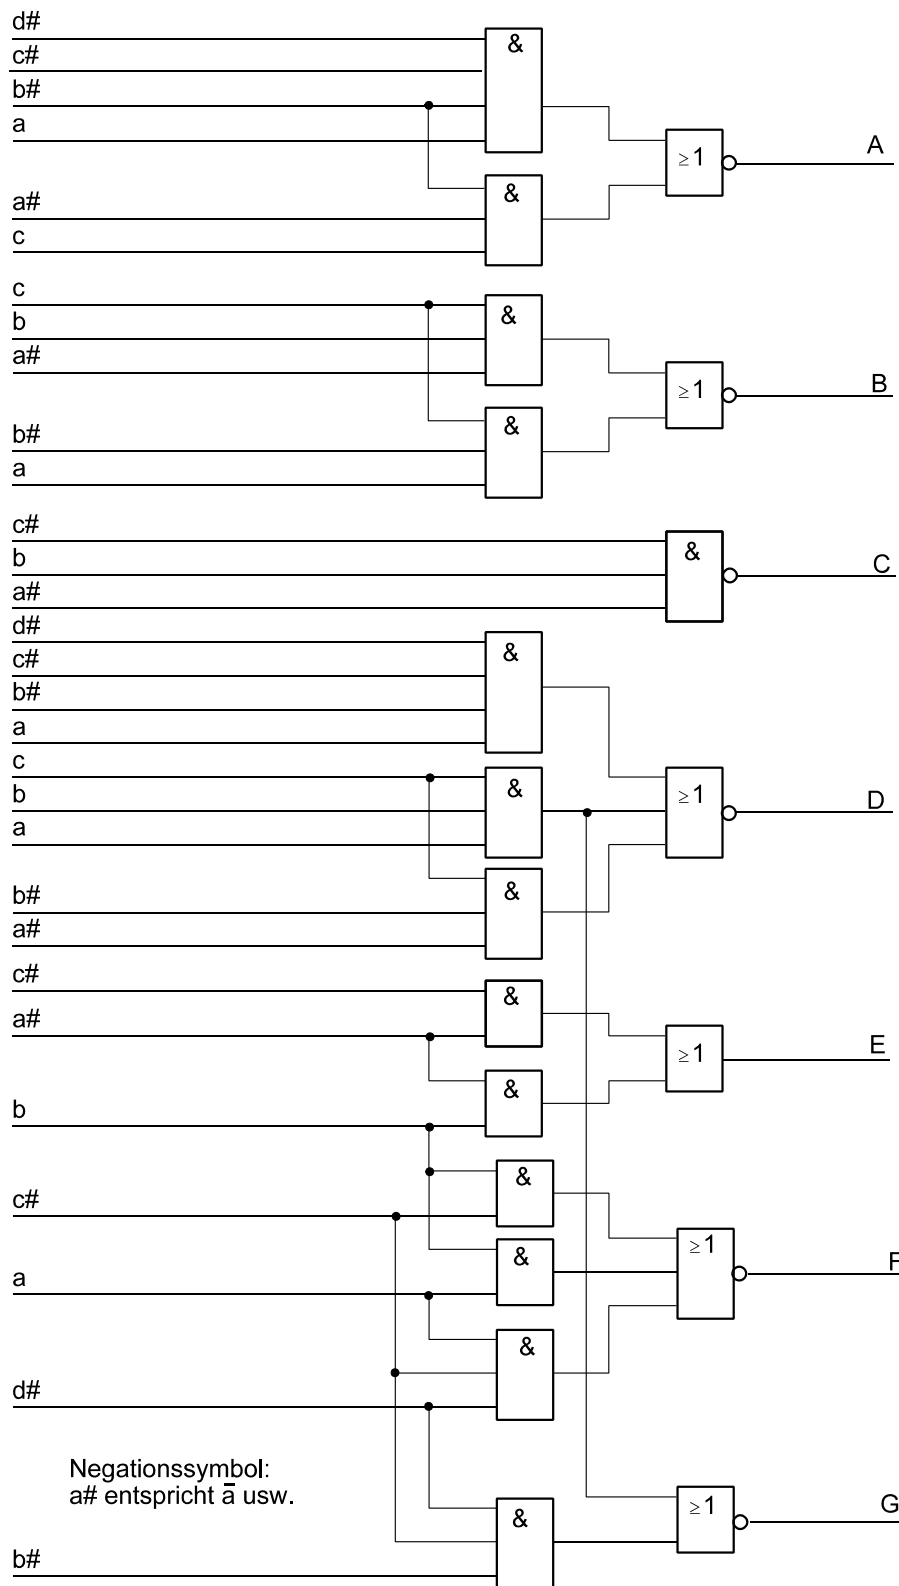 d#
&
c#
b#
a
A
≥1
&
a#
c
c
&
b
a#
B
≥1
&
b#
a
c#
&
b
C
a#
d#
&
c#
b#
a
c
&
b
≥1
D
a
&
b#
a#
c#
&
a#
E
≥1
&
b
&
c#
≥1
&
F
a
&
d#
Negationssymbol:
a# entspricht a̅ usw.
≥1
G
&
b#